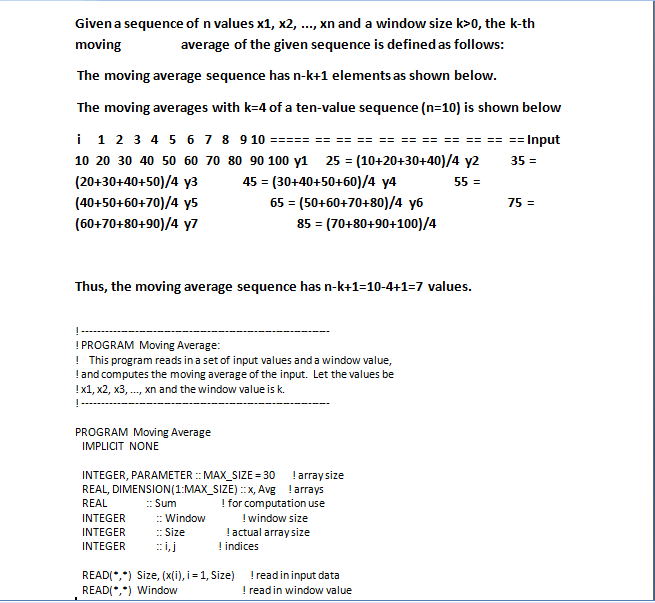 Given a sequence of n values x1, x2, ..., xn and a window size k>0, the k-th
moving average of the given sequence is defined as follows:
The moving average sequence has n-k+1 elements as shown below.
The moving averages with k=4 of a ten-value sequence (n=10) is shown below
i 1 2 3 4 5 6 7 8 9 10 ===== == == == == == == == == == == Input
10 20 30 40 50 60 70 80 90 100 y1 25 = (10+20+30+40)/4 y2 35 =
(20+30+40+50)/4 y3 45 = (30+40+50+60)/4 y4 55 =
(40+50+60+70)/4 y5 65 = (50+60+70+80)/4 y6 75 =
(60+70+80+90)/4 y7 85 = (70+80+90+100)/4
Thus, the moving average sequence has n-k+1=10-4+1=7 values.
!--------------------------------------------------------------
! PROGRAM Moving Average:
! This program reads in a set of input values and a window value,
! and computes the moving average of the input. Let the values be
! x1, x2, x3, ..., xn and the window value is k.
!--------------------------------------------------------------
PROGRAM Moving Average
IMPLICIT NONE
INTEGER, PARAMETER :: MAX_SIZE = 30 ! array size
REAL, DIMENSION(1:MAX_SIZE) :: x, Avg ! arrays
REAL :: Sum ! for computation use
INTEGER :: Window ! window size
INTEGER :: Size ! actual array size
INTEGER :: i, j ! indices
READ(*,*) Size, (x(i), i = 1, Size) ! read in input data
READ(*,*) Window ! read in window value